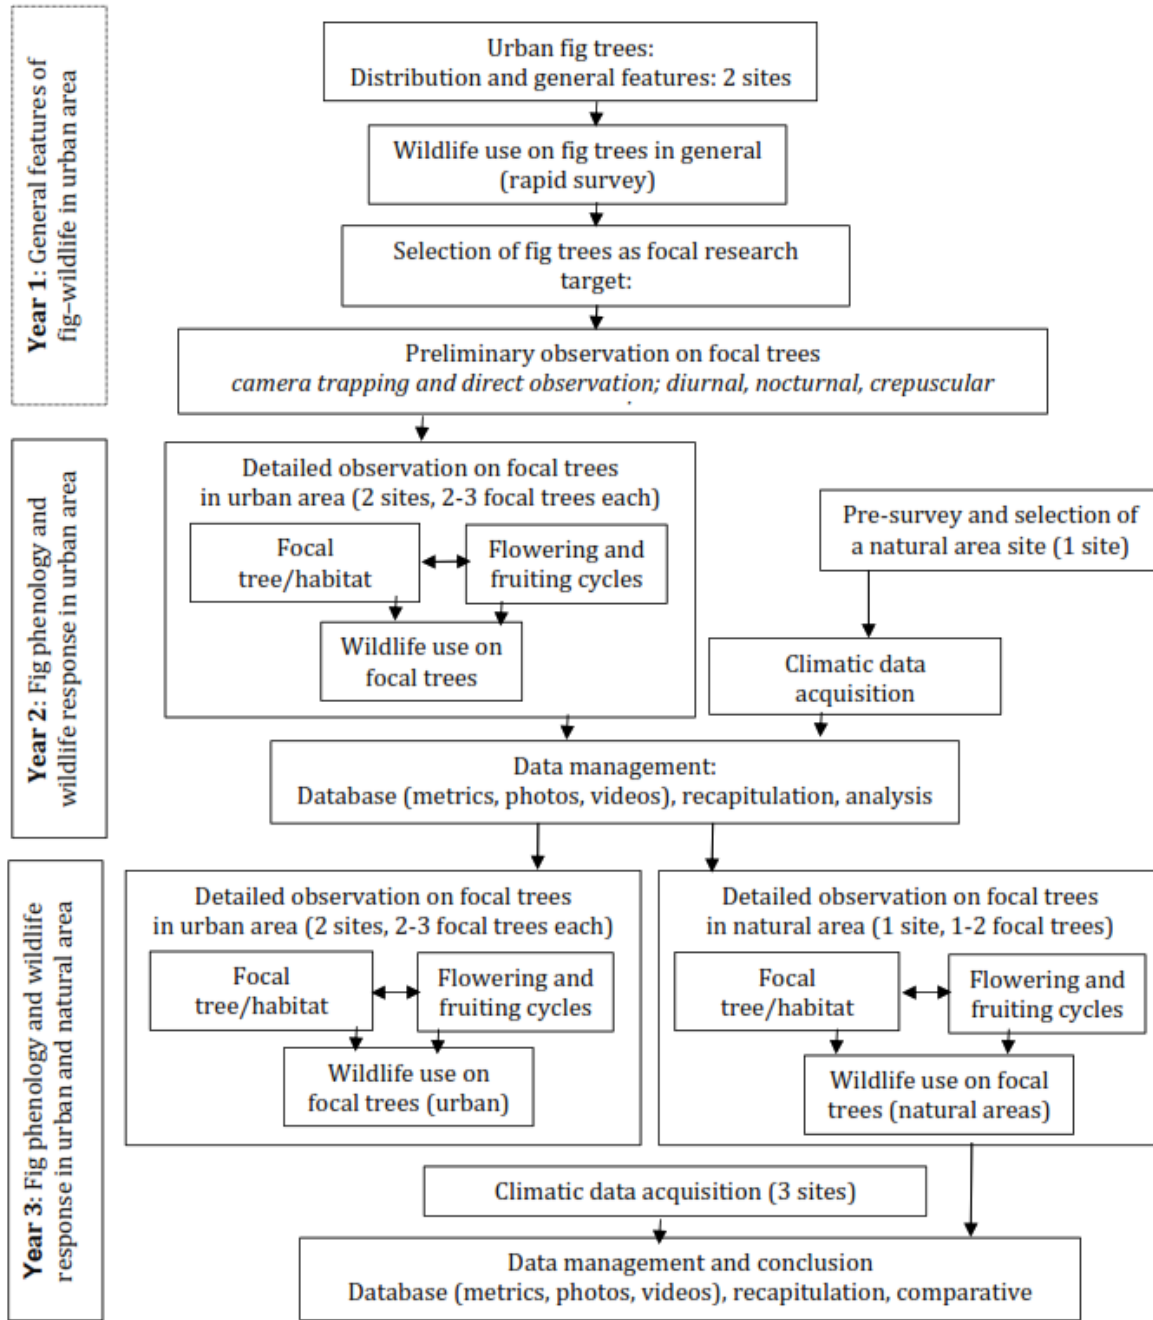 Year 1: General features of
fig–wildlife in urban area
Urban fig trees:
Distribution and general features: 2 sites
Wildlife use on fig trees in general
(rapid survey)
Selection of fig trees as focal research
target:
Preliminary observation on focal trees
camera trapping and direct observation; diurnal, nocturnal, crepuscular
Year 2: Fig phenology and
wildlife response in urban area
Detailed observation on focal trees
in urban area (2 sites, 2-3 focal trees each)
Focal
tree/habitat
Flowering and
fruiting cycles
Wildlife use on
focal trees
Pre-survey and selection of
a natural area site (1 site)
Climatic data
acquisition
Data management:
Database (metrics, photos, videos), recapitulation, analysis
Year 3: Fig phenology and wildlife
response in urban and natural area
Detailed observation on focal trees
in urban area (2 sites, 2-3 focal trees each)
Focal
tree/habitat
Flowering and
fruiting cycles
Wildlife use on
focal trees (urban)
Detailed observation on focal trees
in natural area (1 site, 1-2 focal trees)
Focal
tree/habitat
Flowering and
fruiting cycles
Wildlife use on focal
trees (natural areas)
Climatic data acquisition (3 sites)
Data management and conclusion
Database (metrics, photos, videos), recapitulation, comparative